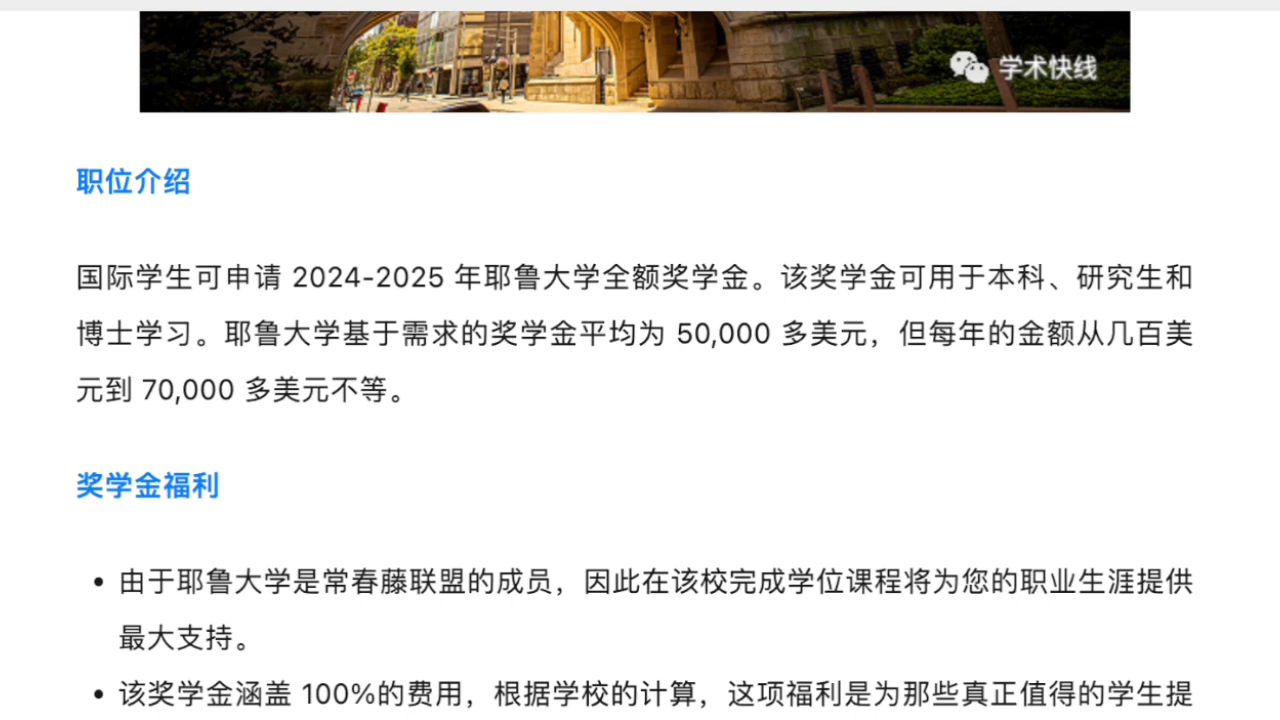 学术快线
职位介绍
国际学生可申请 2024-2025 年耶鲁大学全额奖学金。该奖学金可用于本科、研究生和
博士学习。耶鲁大学基于需求的奖学金平均为 50,000 多美元，但每年的金额从几百美
元到 70,000 多美元不等。
奖学金福利
• 由于耶鲁大学是常春藤联盟的成员，因此在该校完成学位课程将为您的职业生涯提供
最大支持。
• 该奖学金涵盖 100%的费用，根据学校的计算，这项福利是为那些真正值得的学生提